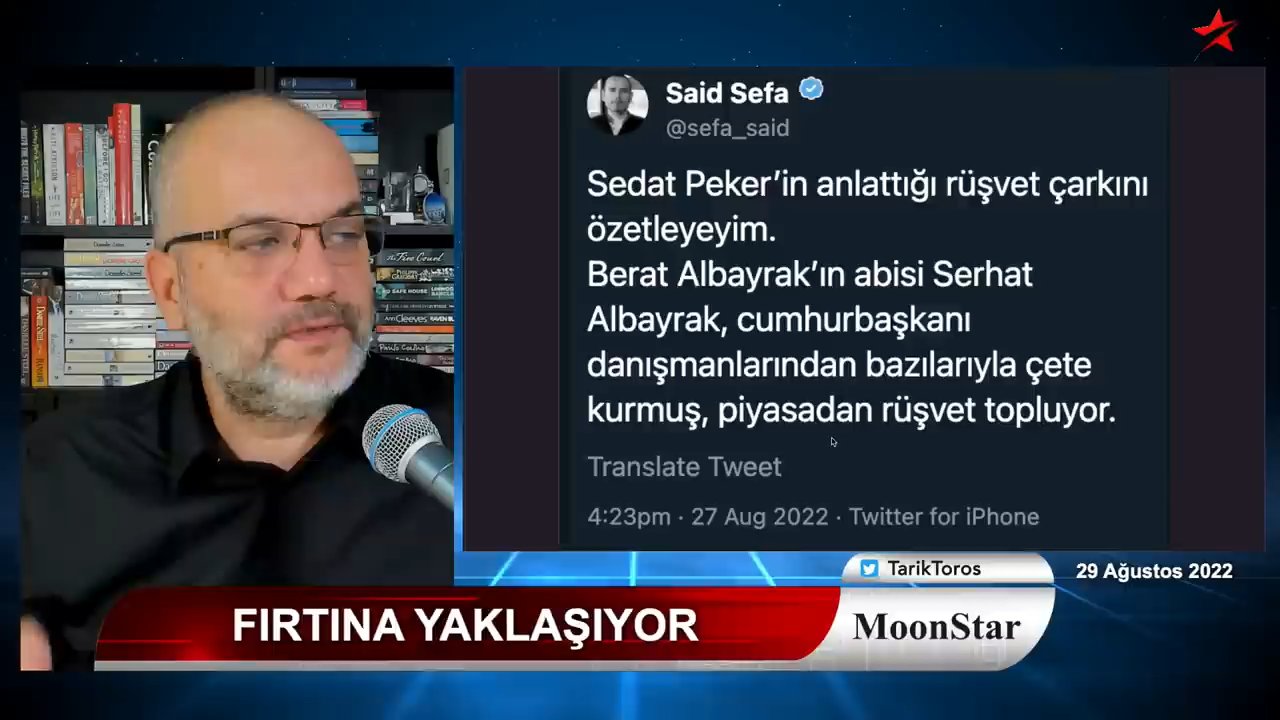 Said Sefa
@sefa_said
Sedat Peker’in anlattığı rüşvet çarkını
özetleyeyim.
Berat Albayrak’ın abisi Serhat
Albayrak, cumhurbaşkanı
danışmanlarından bazılarıyla çete
kurmuş, piyasadan rüşvet topluyor.
Translate Tweet
4:23pm · 27 Aug 2022 · Twitter for iPhone
TarikToros
29 Ağustos 2022
FIRTINA YAKLAŞIYOR
MoonStar